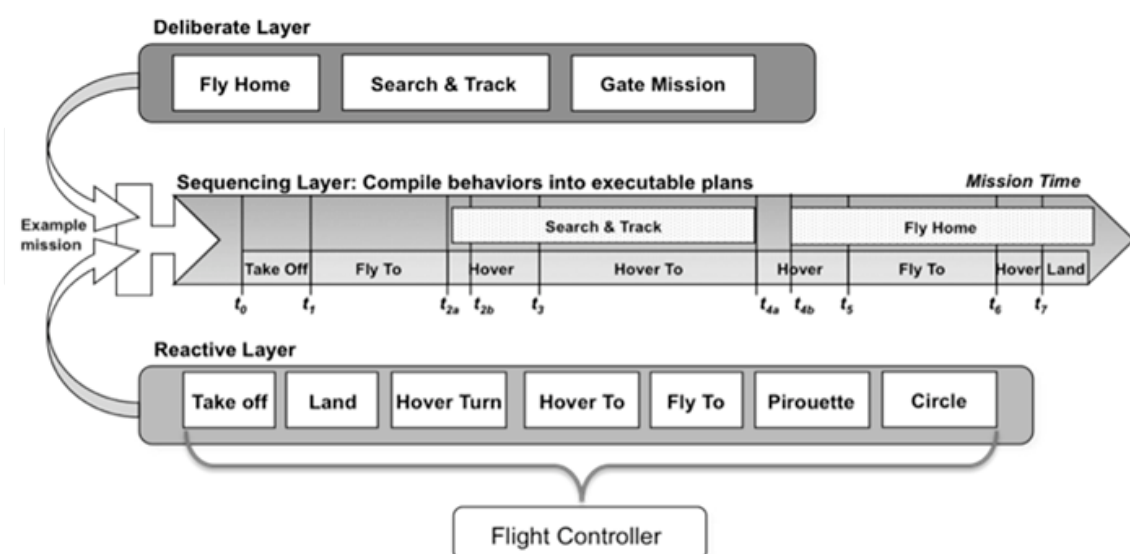 Deliberate Layer
Fly Home
Search & Track
Gate Mission
Sequencing Layer: Compile behaviors into executable plans
Mission Time
Example
mission
Search & Track
Fly Home
Take Off
Fly To
Hover
Hover To
Hover
Fly To
Hover
Land
t0
t1
t2a
t2b
t3
t4a
t4b
t5
t6
t7
Reactive Layer
Take off
Land
Hover Turn
Hover To
Fly To
Pirouette
Circle
Flight Controller